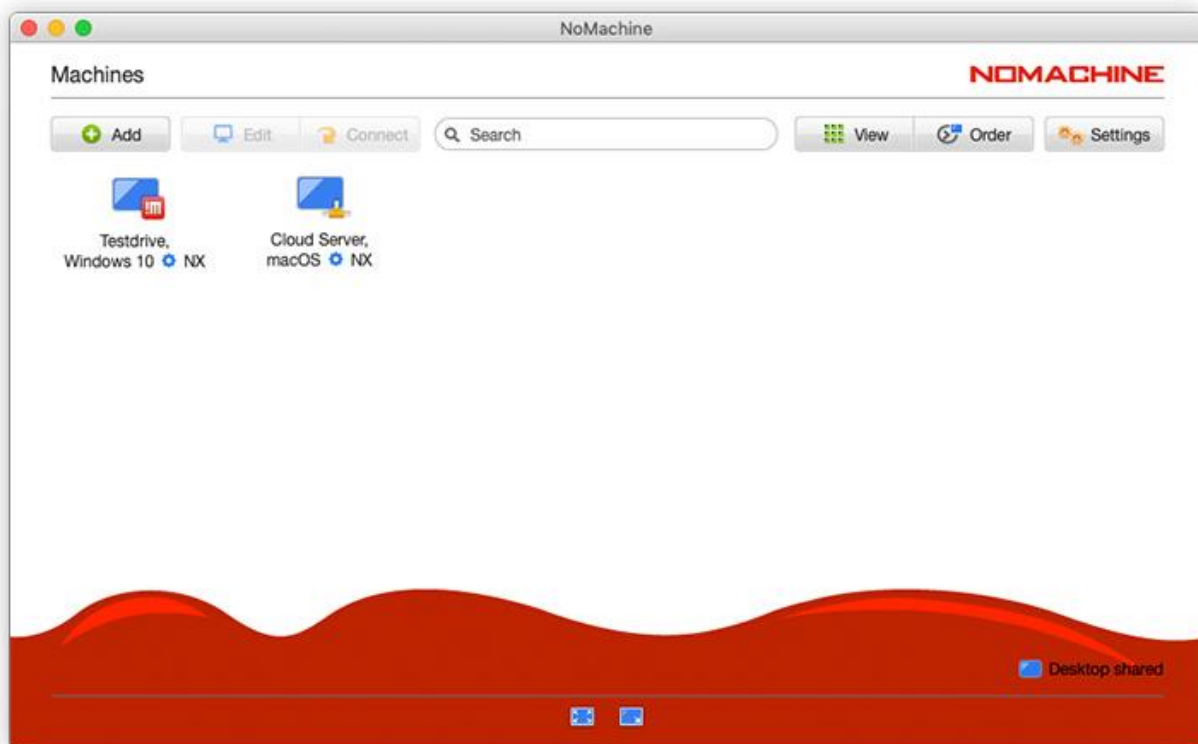 NoMachine
Machines
NOMACHINE
Add
Edit
Connect
Search
View
Order
Settings
!M
Testdrive,
Windows 10 NX
Cloud Server,
macOS NX
Desktop shared